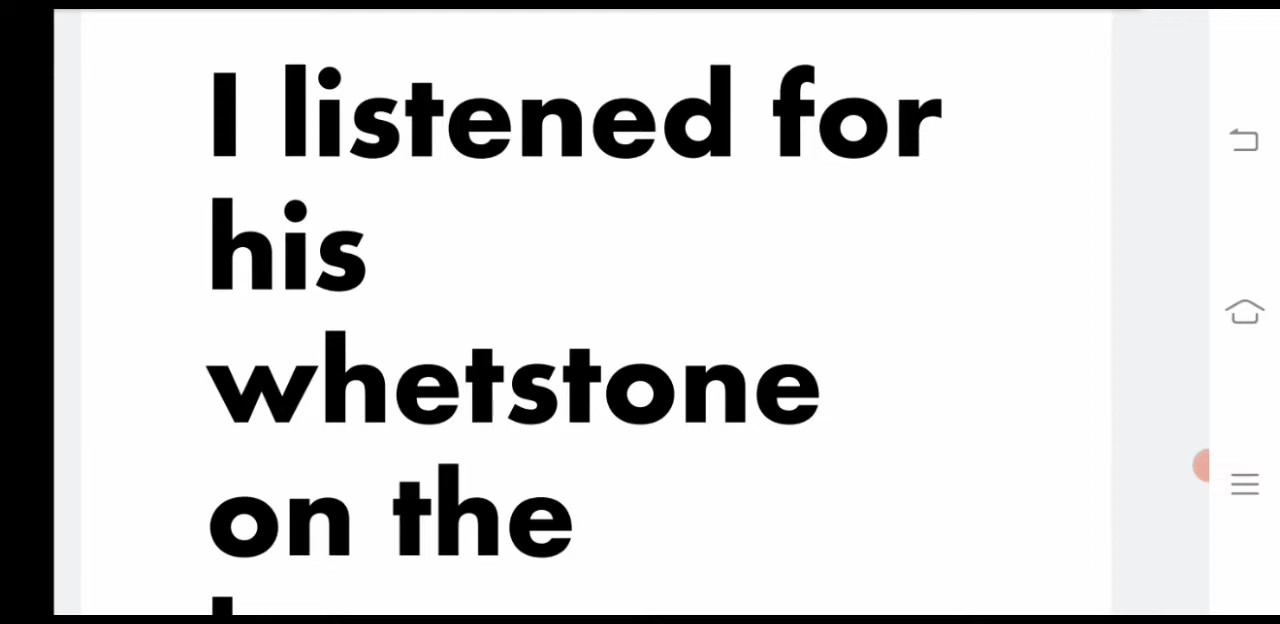 I listened for
his
whetstone
on the